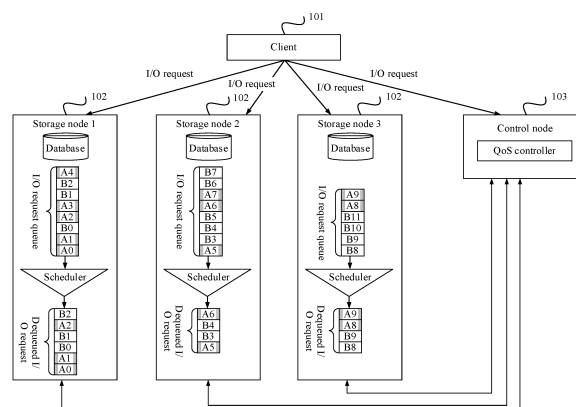 101
Client
I/O request
I/O request
I/O request
I/O request
102
102
102
103
Storage node 1
Database
I/O request queue
A4
B2
B1
A3
A2
B0
A1
A0
Scheduler
Dequeued I/
O request
B2
A2
B1
B0
A1
A0
Storage node 2
Database
I/O request queue
B7
B6
A7
A6
B5
B4
B3
A5
Scheduler
Dequeued I/
O request
A6
B4
B3
A5
Storage node 3
Database
I/O request queue
A9
A8
B11
B10
B9
B8
Scheduler
Dequeued I/
O request
A9
A8
B9
B8
Control node
QoS controller